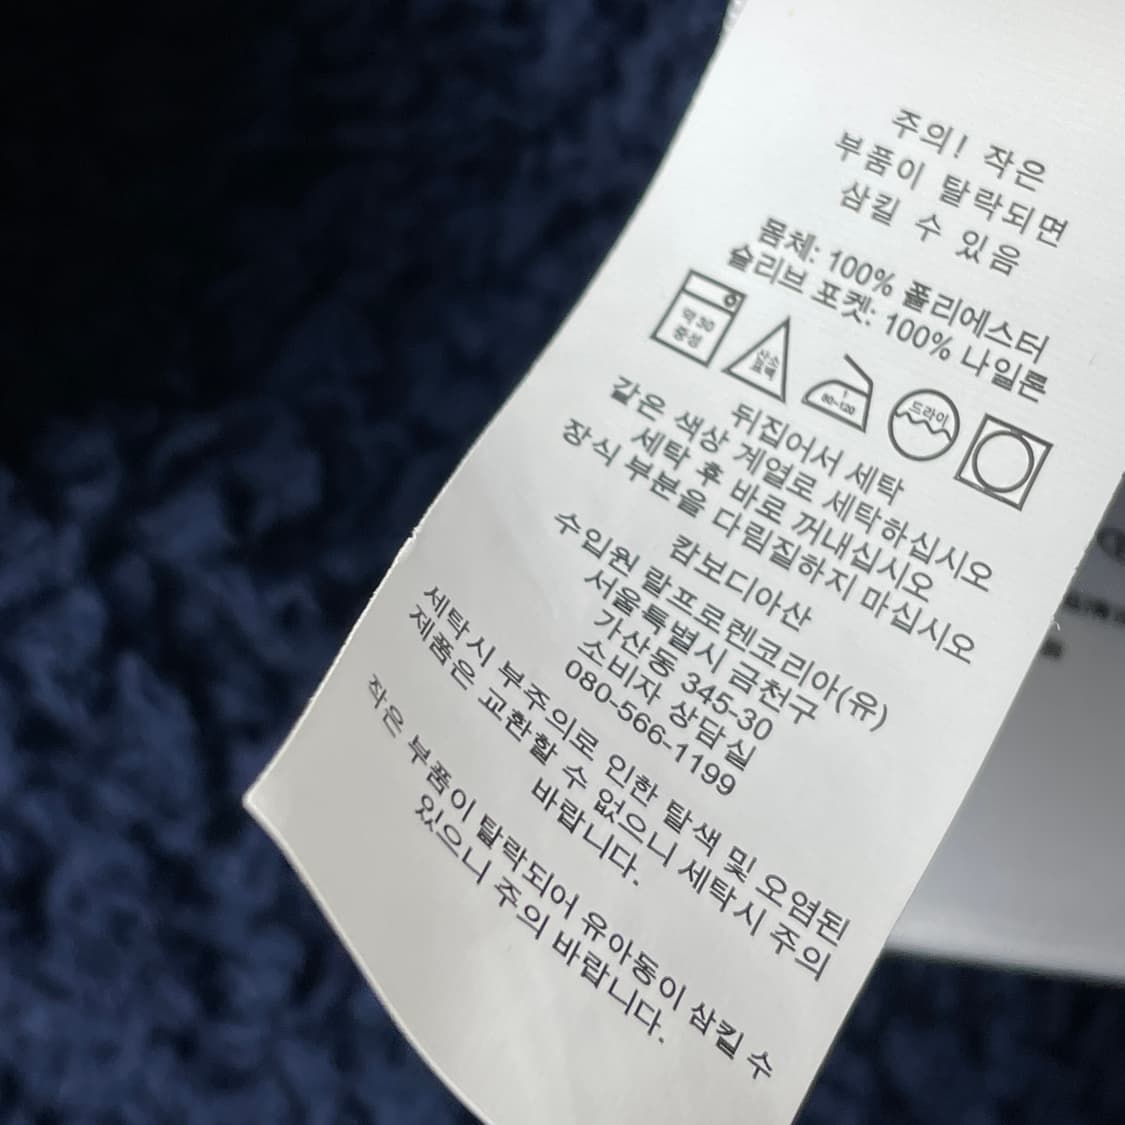 주의! 작은
부품이 탈락되면
삼킬 수 있음
몸체: 100% 폴리에스터
슬리브 포켓: 100% 나일론
약 30
중성
산소
표백
80~120
드라이
뒤집어서 세탁
같은 색상 계열로 세탁하십시오
세탁 후 바로 꺼내십시오
장식 부분을 다림질하지 마십시오
캄보디아산
수입원 랄프로렌코리아(유)
서울특별시 금천구
가산동 345-30
소비자 상담실
080-566-1199
세탁시 부주의로 인한 탈색 및 오염된
제품은 교환할 수 없으니 세탁시 주의
바랍니다.
작은 부품이 탈락되어 유아동이 삼킬 수
있으니 주의 바랍니다.